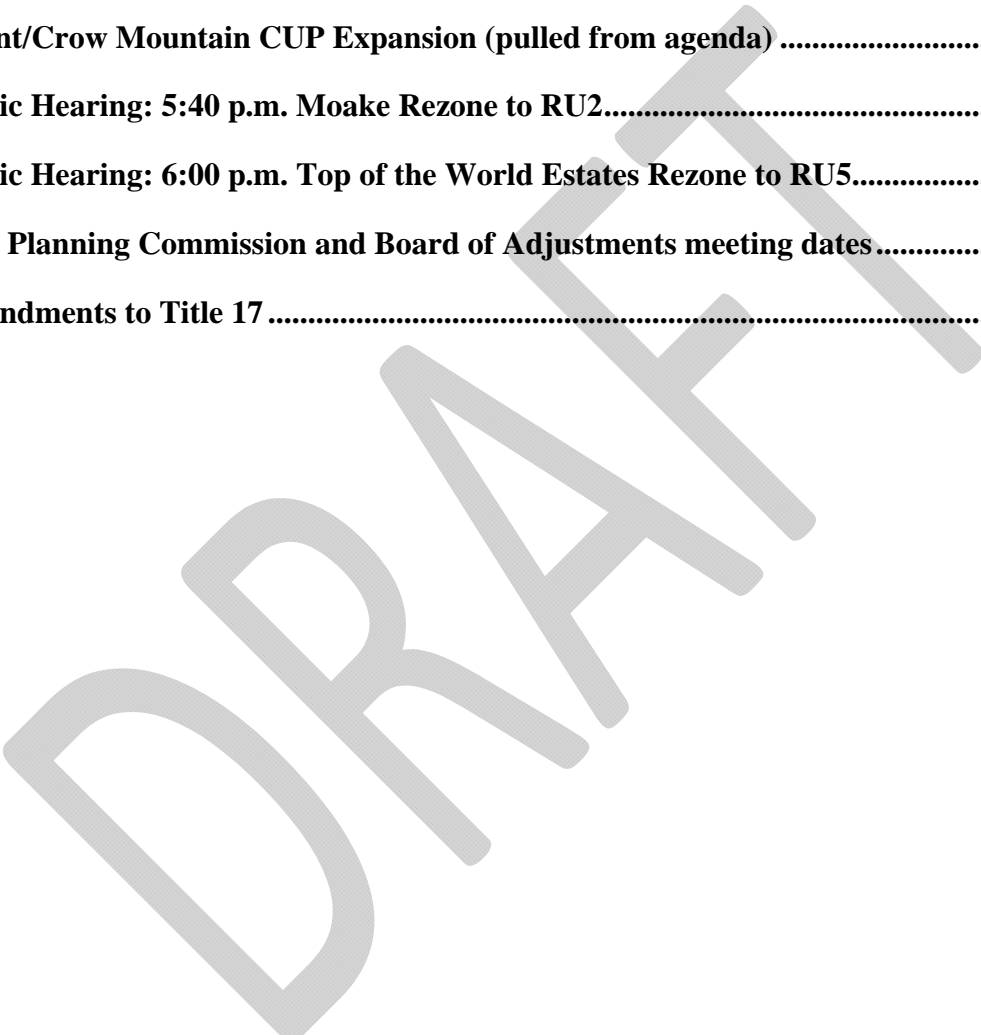 nt/Crow Mountain CUP Expansion (pulled from agenda) ..........................
ic Hearing: 5:40 p.m. Moake Rezone to RU2................................................
ic Hearing: 6:00 p.m. Top of the World Estates Rezone to RU5.................
Planning Commission and Board of Adjustments meeting dates..............
ndments to Title 17 ..........................................................................................
DRAFT